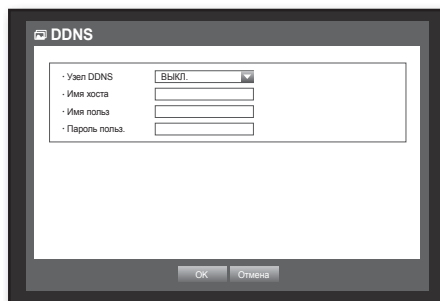 DDNS
· Узел DDNS ВЫКЛ.
· Имя хоста
· Имя польз
· Пароль польз.
OK Отмена